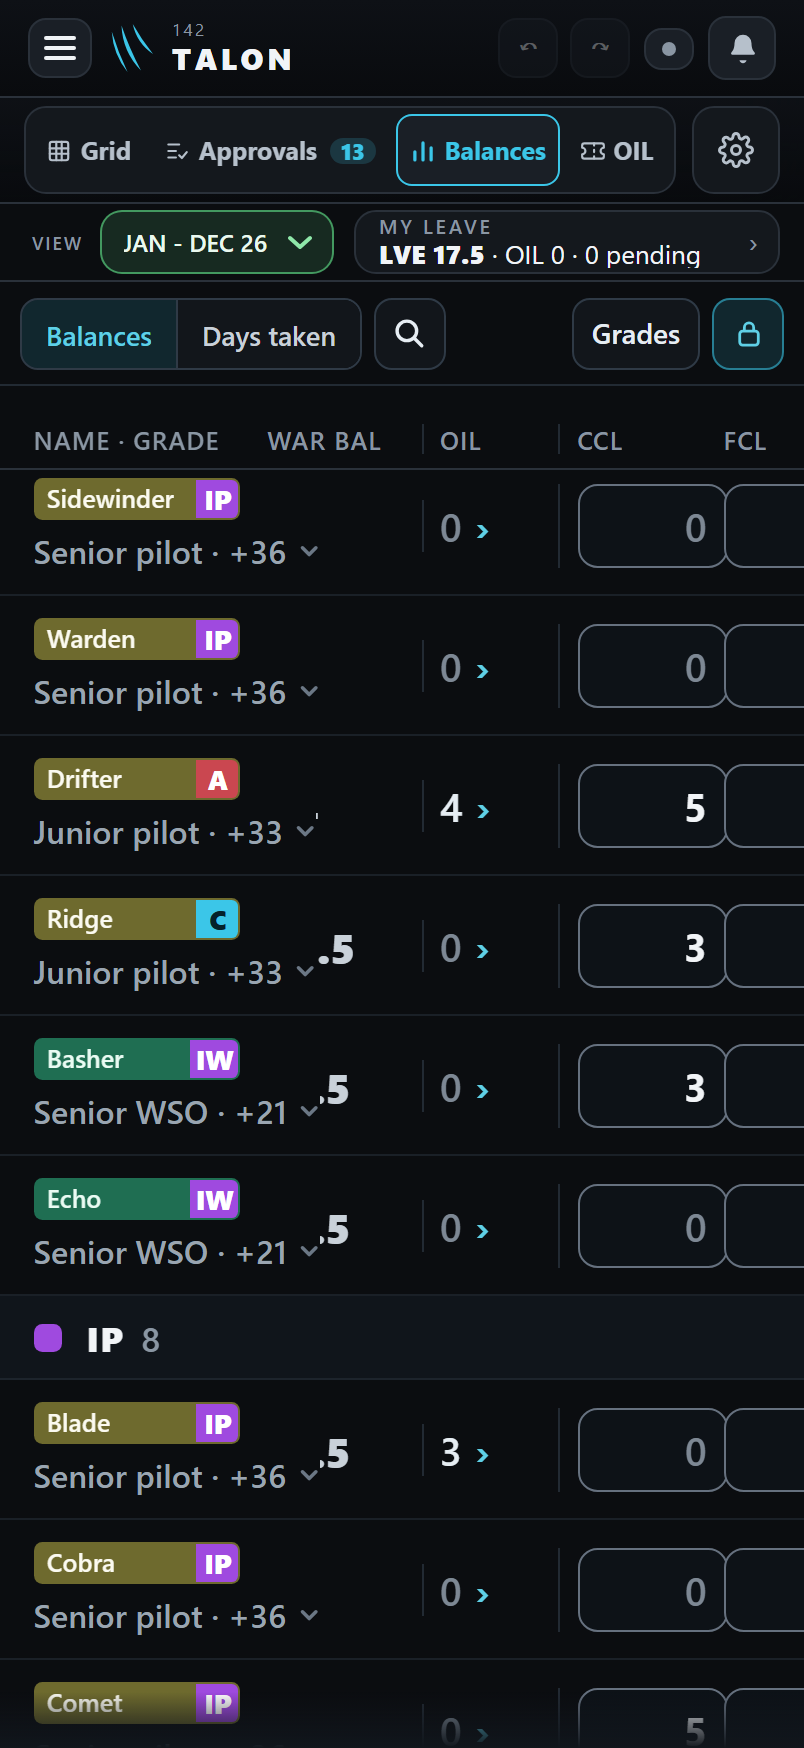 142
TALON
Grid
Approvals 13
Balances
OIL
VIEW
JAN - DEC 26
MY LEAVE
LVE 17.5 · OIL 0 · 0 pending
Balances
Days taken
Grades
NAME · GRADE WAR BAL OIL CCL FCL
Sidewinder IP
Senior pilot · +36 0 0
Warden IP
Senior pilot · +36 0 0
Drifter A
Junior pilot · +33 4 5
Ridge C
Junior pilot · +33 .5 0 3
Basher IW
Senior WSO · +21 .5 0 3
Echo IW
Senior WSO · +21 .5 0 0
IP 8
Blade IP
Senior pilot · +36 .5 3 0
Cobra IP
Senior pilot · +36 0 0
Comet IP
0 5